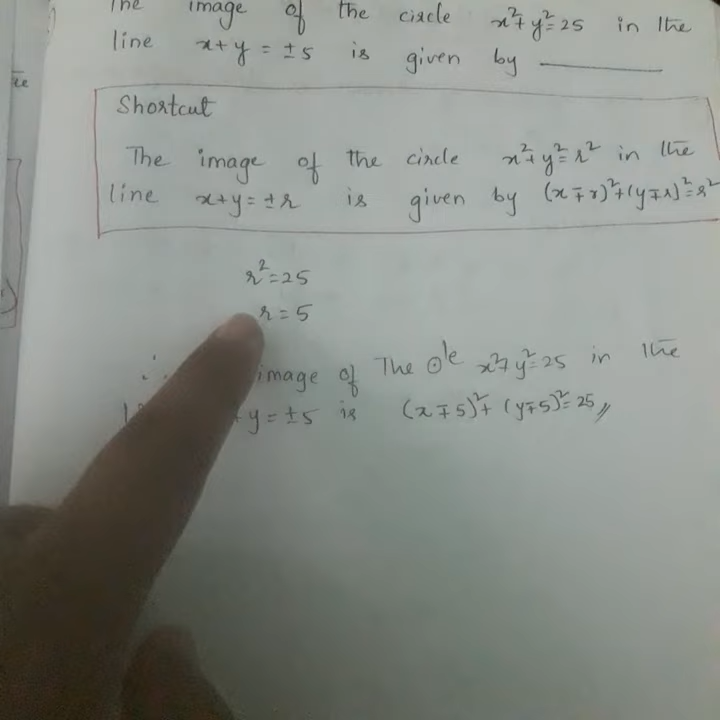 The image of the circle x²+y²=25 in the
line x+y = ±5 is given by ________
Shortcut
The image of the circle x²+y²=r² in the
line x+y=±r is given by (x∓r)²+(y∓r)²=r²
r²=25
r=5
∴ image of The ⊙le x²+y²=25 in the
+y=±5 is (x∓5)²+(y∓5)²=25//